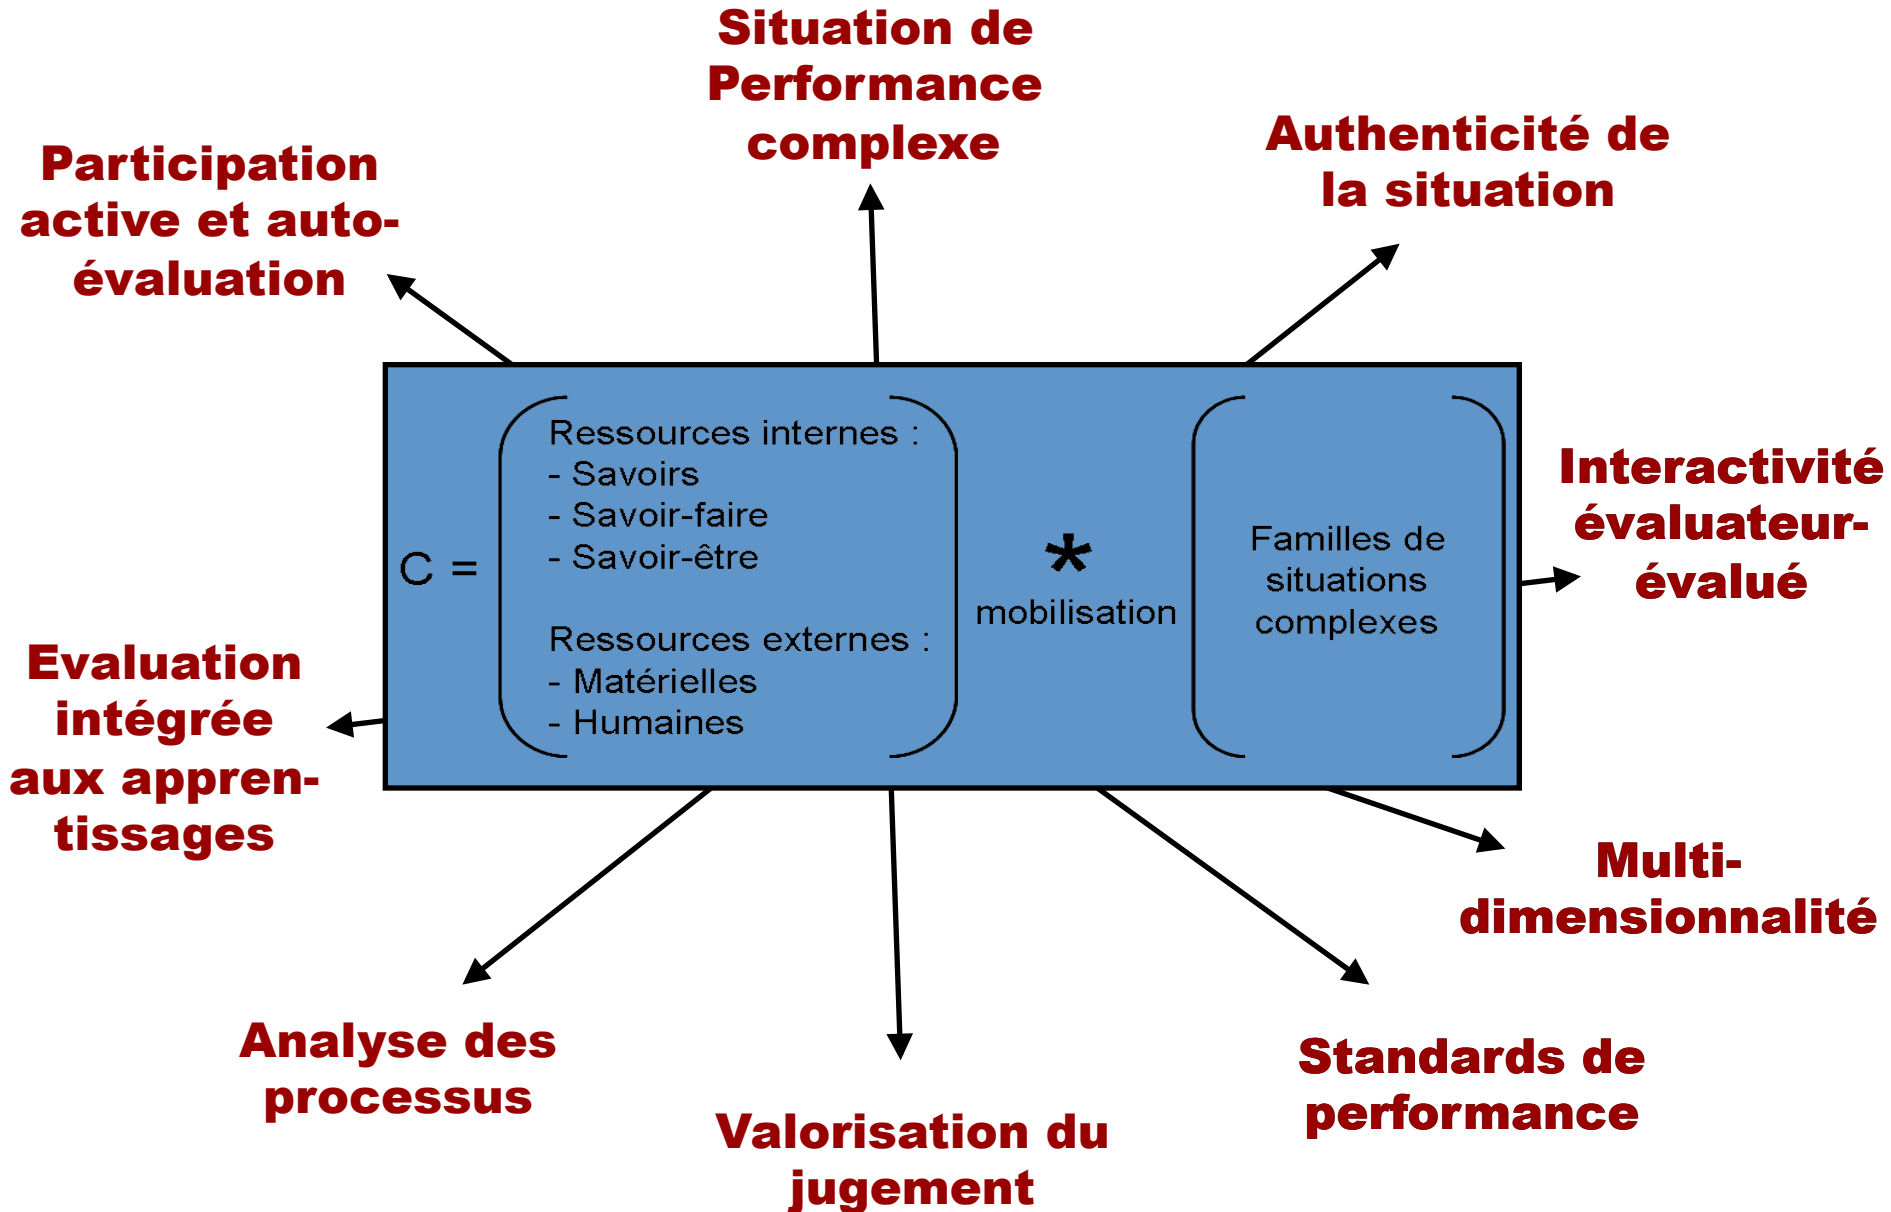 Situation de
Performance
complexe
Authenticité de
la situation
Participation
active et auto-
évaluation
Ressources internes :
- Savoirs
- Savoir-faire
- Savoir-être
C =
Ressources externes :
- Matérielles
- Humaines
*
mobilisation
Familles de
situations
complexes
Interactivité
évaluateur-
évalué
Evaluation
intégrée
aux appren-
tissages
Multi-
dimensionnalité
Analyse des
processus
Standards de
performance
Valorisation du
jugement